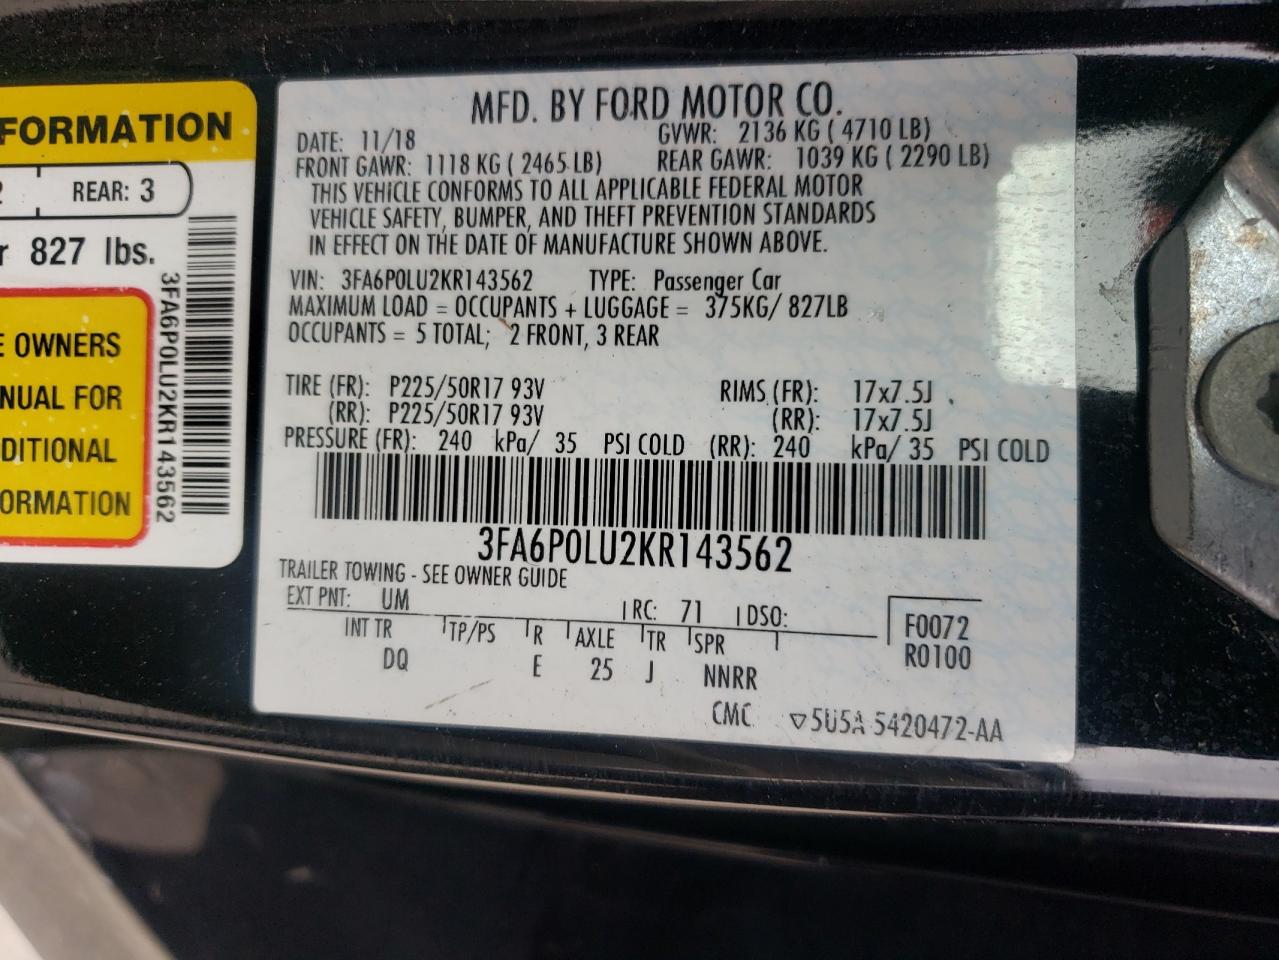 FORMATION
REAR: 3
827 lbs.
3FA6P0LU2KR143562
OWNERS
FOR
MFD. BY FORD MOTOR CO.
DATE: 11/18 GVWR: 2136 KG ( 4710 LB)
FRONT GAWR: 1118 KG ( 2465 LB) REAR GAWR: 1039 KG ( 2290 LB)
THIS VEHICLE CONFORMS TO ALL APPLICABLE FEDERAL MOTOR
VEHICLE SAFETY, BUMPER, AND THEFT PREVENTION STANDARDS
IN EFFECT ON THE DATE OF MANUFACTURE SHOWN ABOVE.
VIN: 3FA6P0LU2KR143562 TYPE: Passenger Car
MAXIMUM LOAD = OCCUPANTS + LUGGAGE = 375KG/ 827LB
OCCUPANTS = 5 TOTAL; 2 FRONT, 3 REAR
TIRE (FR): P225/50R17 93V RIMS (FR): 17x7.5J
(RR): P225/50R17 93V (RR): 17x7.5J
PRESSURE (FR): 240 kPa/ 35 PSI COLD (RR): 240 kPa/ 35 PSI COLD
3FA6P0LU2KR143562
TRAILER TOWING - SEE OWNER GUIDE
EXT PNT: UM RC: 71 DSO:
INT TR TP/PS R AXLE TR SPR
DQ E 25 J NNRR
F0072
R0100
CMC ▽5U5A 5420472-AA